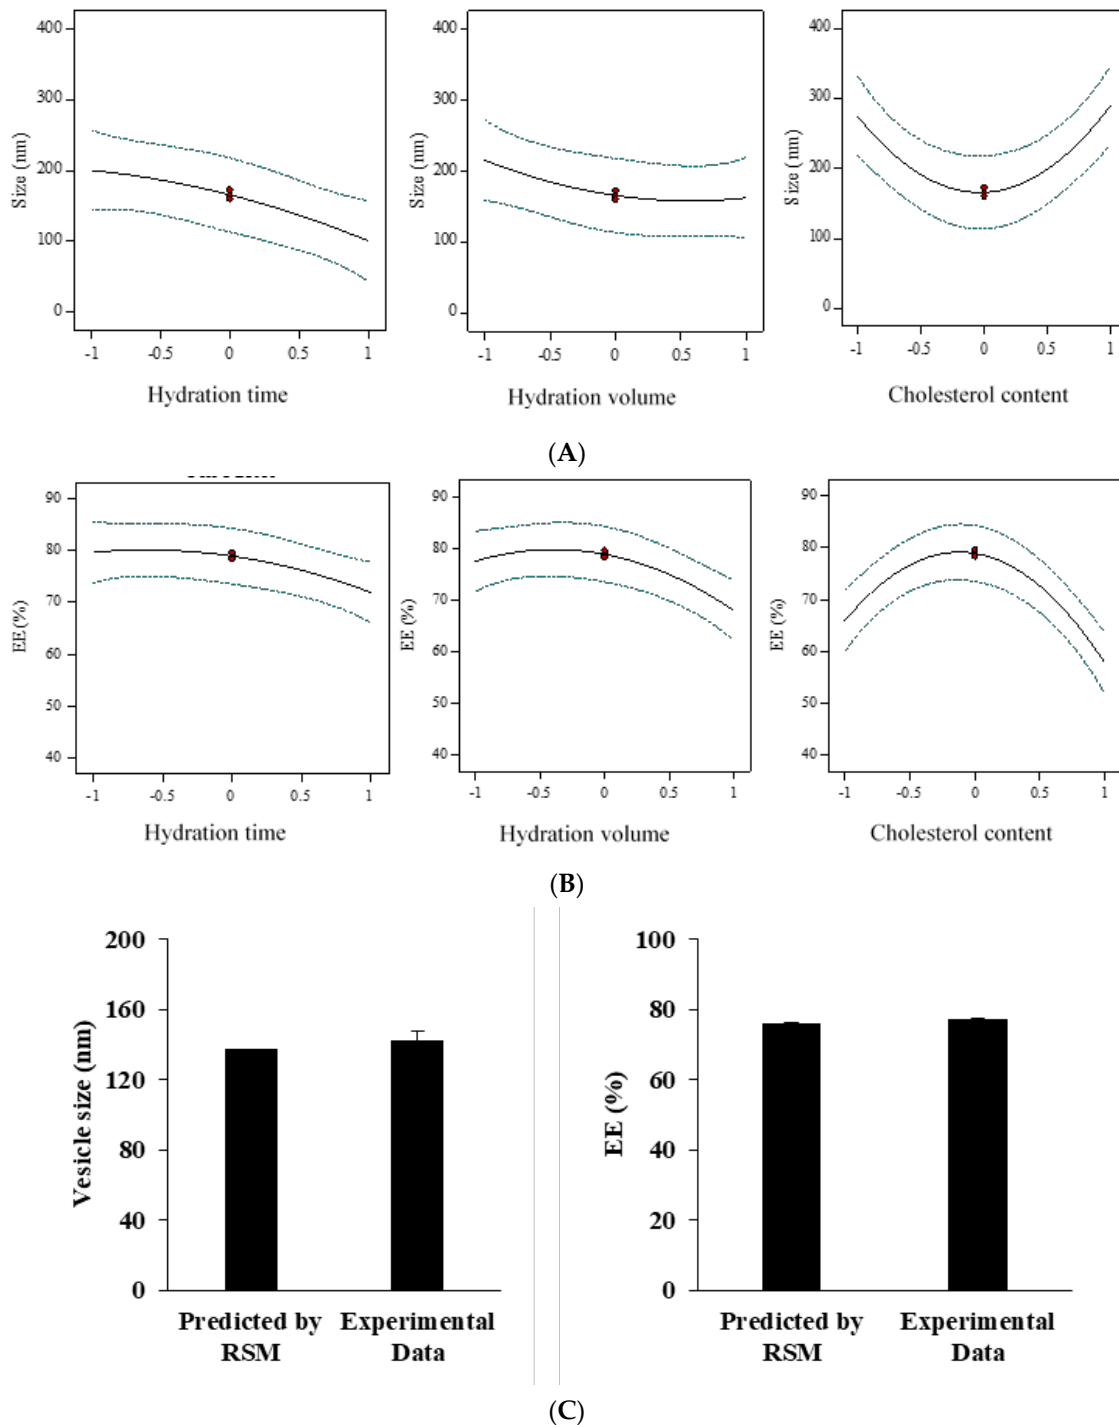 400
300
200
100
0
Size (nm)
-1 -0.5 0 0.5 1
Hydration time
400
300
200
100
0
Size (nm)
-1 -0.5 0 0.5 1
Hydration volume
400
300
200
100
0
Size (nm)
-1 -0.5 0 0.5 1
Cholesterol content
(A)
90
80
70
60
50
40
EE (%)
-1 -0.5 0 0.5 1
Hydration time
90
80
70
60
50
40
EE (%)
-1 -0.5 0 0.5 1
Hydration volume
90
80
70
60
50
40
EE (%)
-1 -0.5 0 0.5 1
Cholesterol content
(B)
200
160
120
80
40
0
Vesicle size (nm)
Predicted by Experimental
RSM Data
100
80
60
40
20
0
EE (%)
Predicted by Experimental
RSM Data
(C)